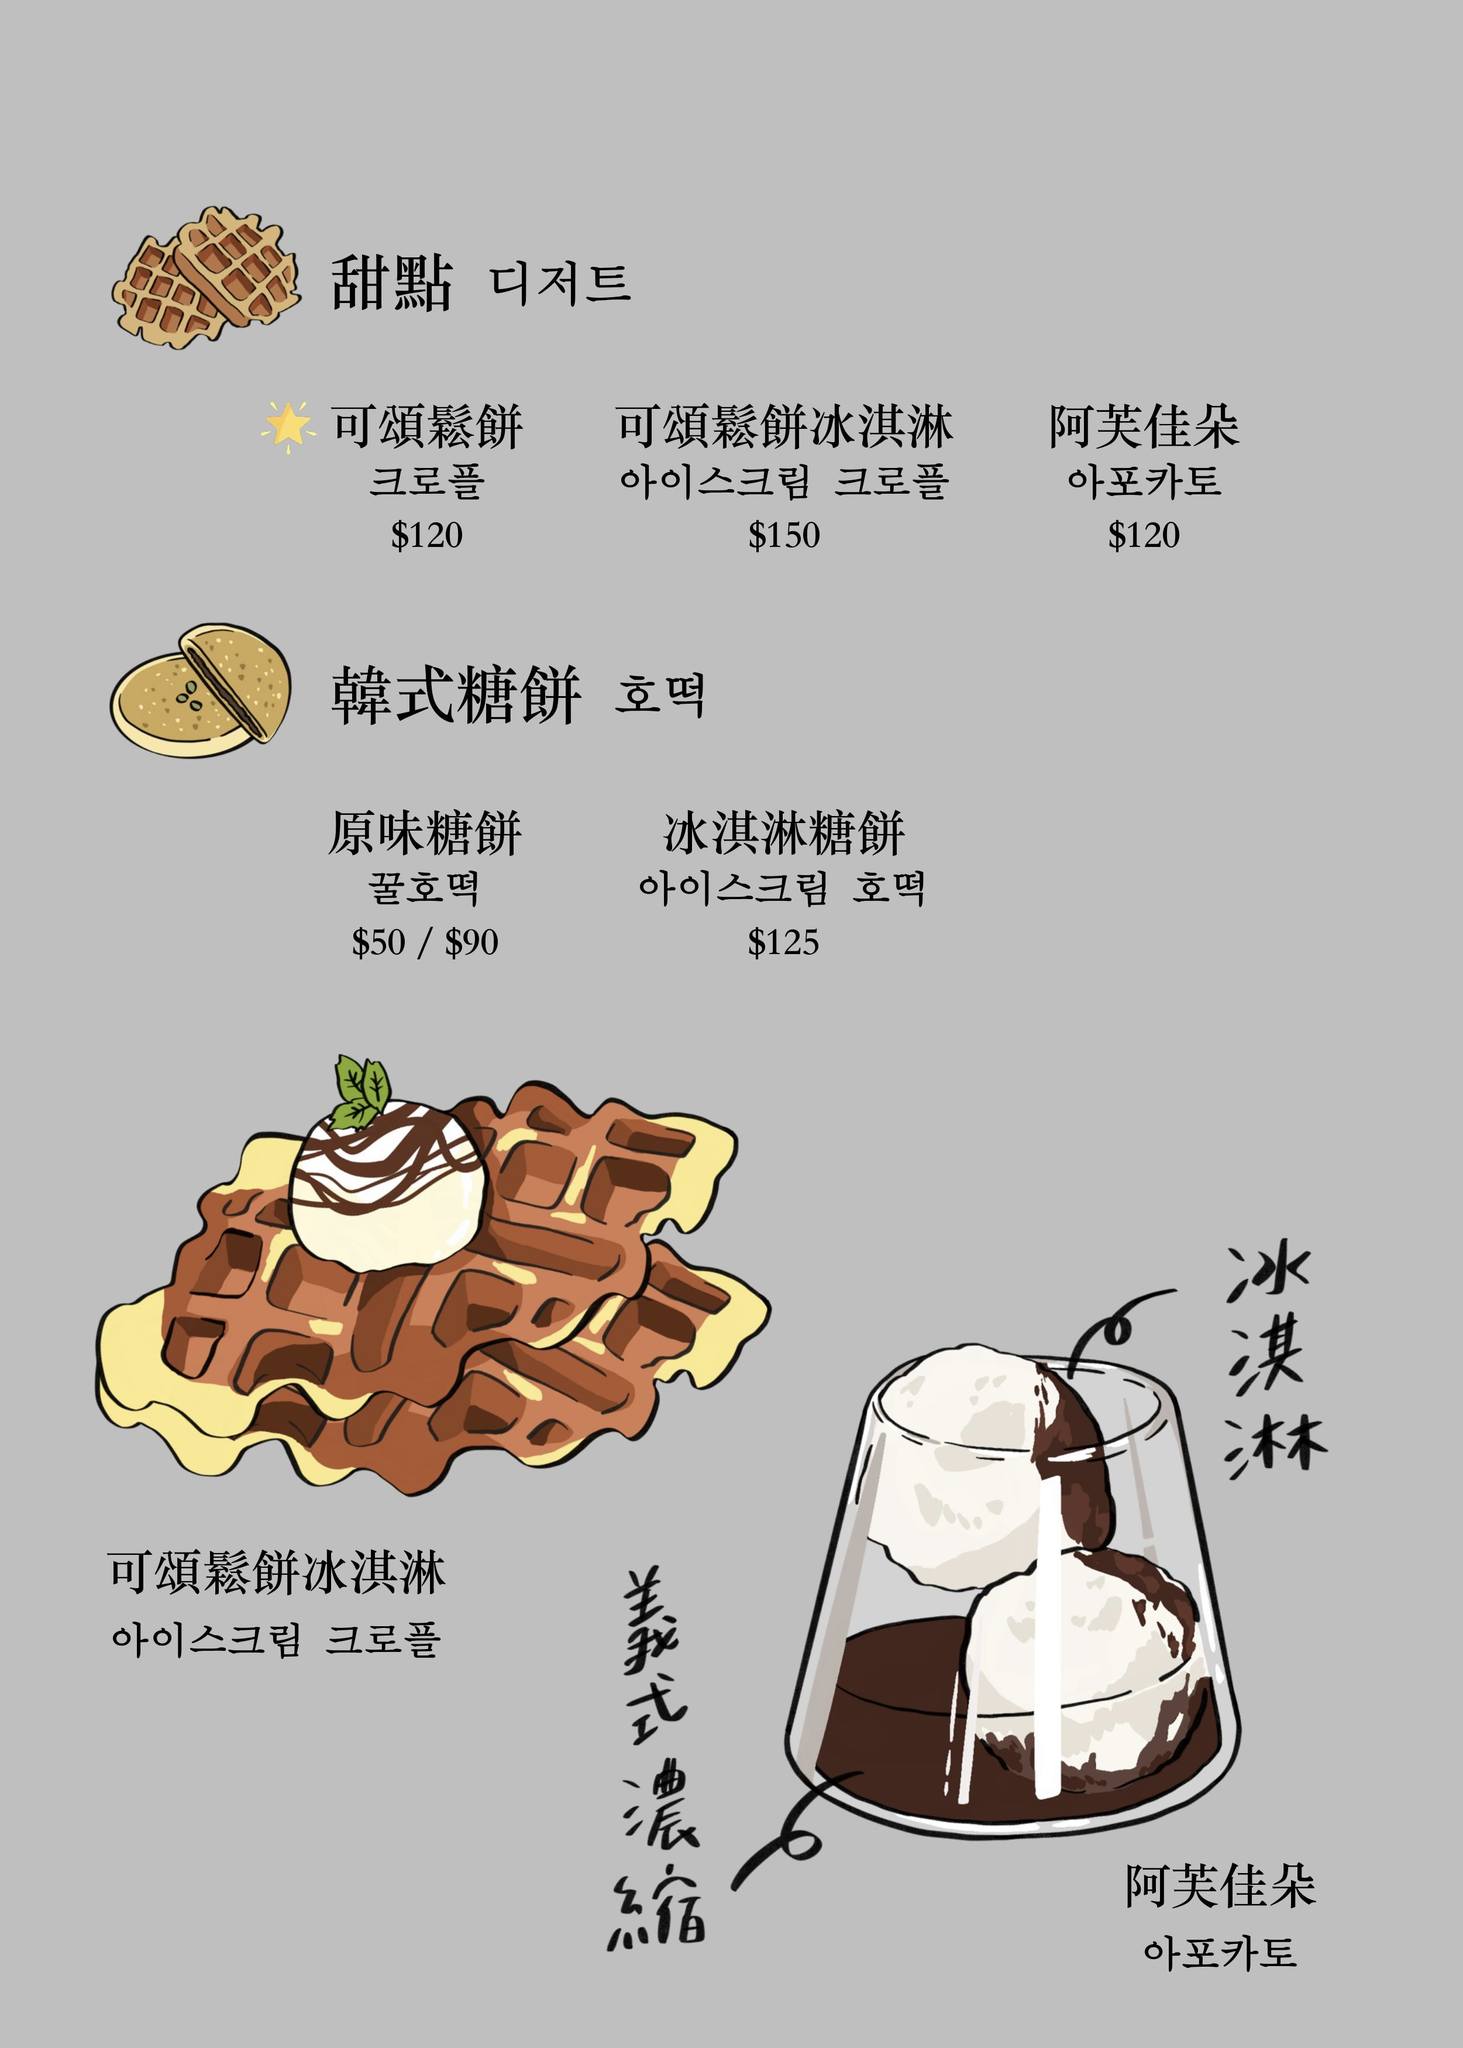 甜點 디저트
可頌鬆餅 可頌鬆餅冰淇淋 阿芙佳朵
크로플 아이스크림 크로플 아포카토
$120 $150 $120
韓式糖餅 호떡
原味糖餅 冰淇淋糖餅
꿀호떡 아이스크림 호떡
$50 / $90 $125
冰淇淋
可頌鬆餅冰淇淋
아이스크림 크로플
義式濃縮
阿芙佳朵
아포카토